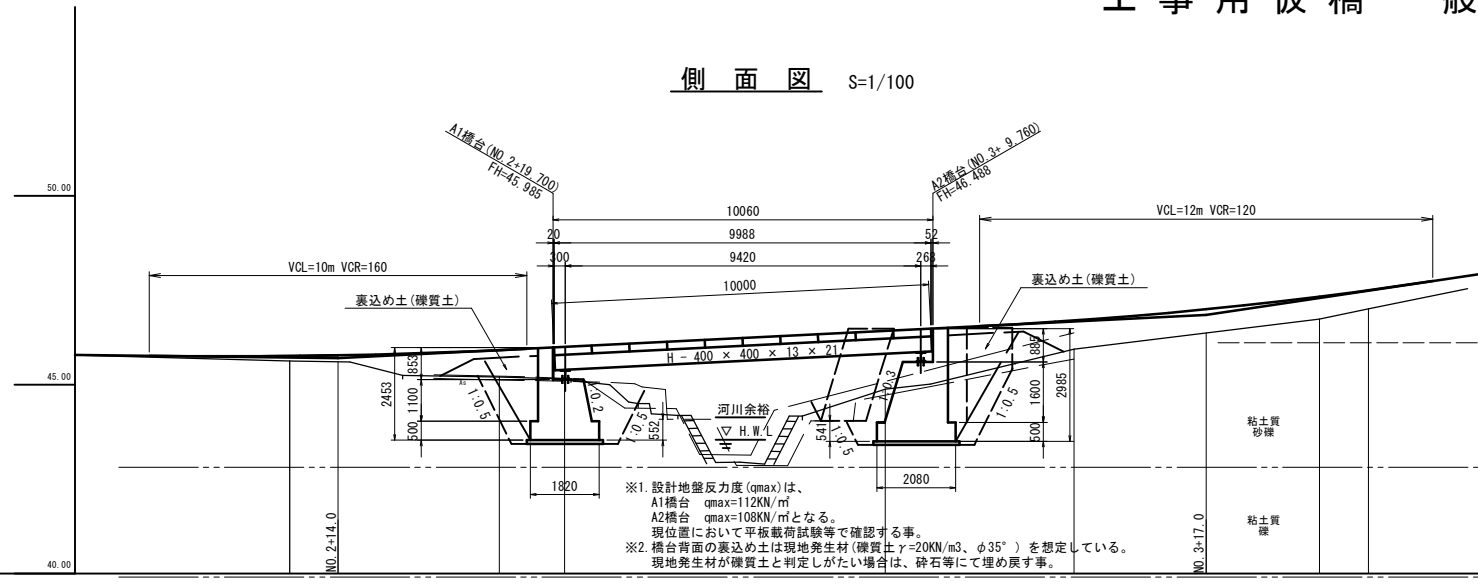 工事用仮橋 一般
側面図 S=1/100
A1橋台(NO.2+19.700)
FH=45.985
A2橋台(NO.3+ 9.760)
FH=46.488
50.00
45.00
40.00
10060
20 9988 52
300 9420 268
10000
VCL=10m VCR=160
VCL=12m VCR=120
裏込め土(礫質土)
裏込め土(礫質土)
H - 400 × 400 × 13 × 21
853
1100
500
2453
As
1:0.5
1:0.2
1:0.5
552
1820
河川余裕
▽ H.W.L
541
1:0.5
1:0.3
1:0.5
885
1600
500
2985
2080
粘土質
砂礫
粘土質
礫
NO.2+14.0
NO.3+17.0
※1.設計地盤反力度(qmax)は、
A1橋台 qmax=112KN/㎡
A2橋台 qmax=108KN/㎡となる。
現位置において平板載荷試験等で確認する事。
※2.橋台背面の裏込め土は現地発生材(礫質土γ=20KN/m3、φ35°)を想定している。
現地発生材が礫質土と判定しがたい場合は、砕石等にて埋め戻す事。